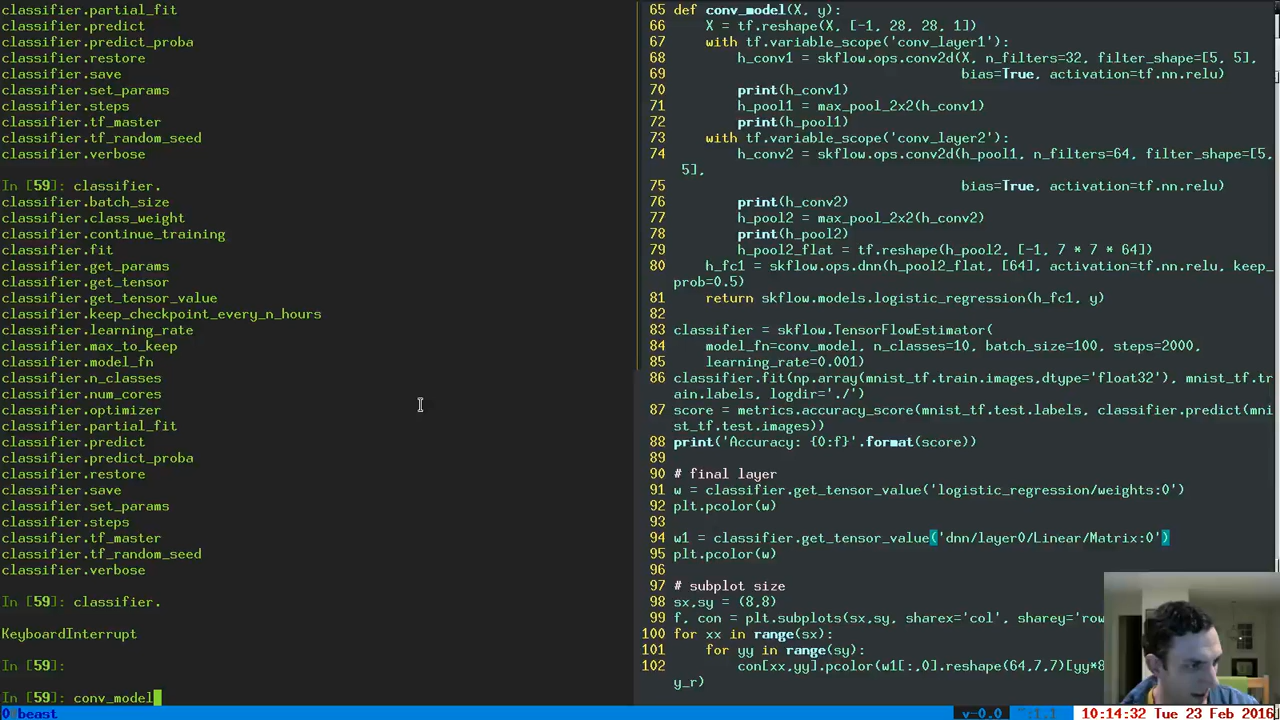 classifier.partial_fit
classifier.predict
classifier.predict_proba
classifier.restore
classifier.save
classifier.set_params
classifier.steps
classifier.tf_master
classifier.tf_random_seed
classifier.verbose
In [59]: classifier.
classifier.batch_size
classifier.class_weight
classifier.continue_training
classifier.fit
classifier.get_params
classifier.get_tensor
classifier.get_tensor_value
classifier.keep_checkpoint_every_n_hours
classifier.learning_rate
classifier.max_to_keep
classifier.model_fn
classifier.n_classes
classifier.num_cores
classifier.optimizer
classifier.partial_fit
classifier.predict
classifier.predict_proba
classifier.restore
classifier.save
classifier.set_params
classifier.steps
classifier.tf_master
classifier.tf_random_seed
classifier.verbose
In [59]: classifier.
KeyboardInterrupt
In [59]:
In [59]: conv_model
65 def conv_model(X, y):
66     X = tf.reshape(X, [-1, 28, 28, 1])
67     with tf.variable_scope('conv_layer1'):
68         h_conv1 = skflow.ops.conv2d(X, n_filters=32, filter_shape=[5, 5],
69                                     bias=True, activation=tf.nn.relu)
70         print(h_conv1)
71         h_pool1 = max_pool_2x2(h_conv1)
72         print(h_pool1)
73     with tf.variable_scope('conv_layer2'):
74         h_conv2 = skflow.ops.conv2d(h_pool1, n_filters=64, filter_shape=[5,
 5],
75                                     bias=True, activation=tf.nn.relu)
76         print(h_conv2)
77         h_pool2 = max_pool_2x2(h_conv2)
78         print(h_pool2)
79         h_pool2_flat = tf.reshape(h_pool2, [-1, 7 * 7 * 64])
80     h_fc1 = skflow.ops.dnn(h_pool2_flat, [64], activation=tf.nn.relu, keep_
prob=0.5)
81     return skflow.models.logistic_regression(h_fc1, y)
82
83 classifier = skflow.TensorFlowEstimator(
84     model_fn=conv_model, n_classes=10, batch_size=100, steps=2000,
85     learning_rate=0.001)
86 classifier.fit(np.array(mnist_tf.train.images,dtype='float32'), mnist_tf.tr
ain.labels, logdir='./')
87 score = metrics.accuracy_score(mnist_tf.test.labels, classifier.predict(mni
st_tf.test.images))
88 print('Accuracy: {0:f}'.format(score))
89
90 # final layer
91 w = classifier.get_tensor_value('logistic_regression/weights:0')
92 plt.pcolor(w)
93
94 w1 = classifier.get_tensor_value('dnn/layer0/Linear/Matrix:0')
95 plt.pcolor(w)
96
97 # subplot size
98 sx,sy = (8,8)
99 f, con = plt.subplots(sx,sy, sharex='col', sharey='row
100 for xx in range(sx):
101     for yy in range(sy):
102         con[xx,yy].pcolor(w1[:,0].reshape(64,7,7)[yy*8
y_r)
0@beast
v-0.0
10:14:32 Tue 23 Feb 2016